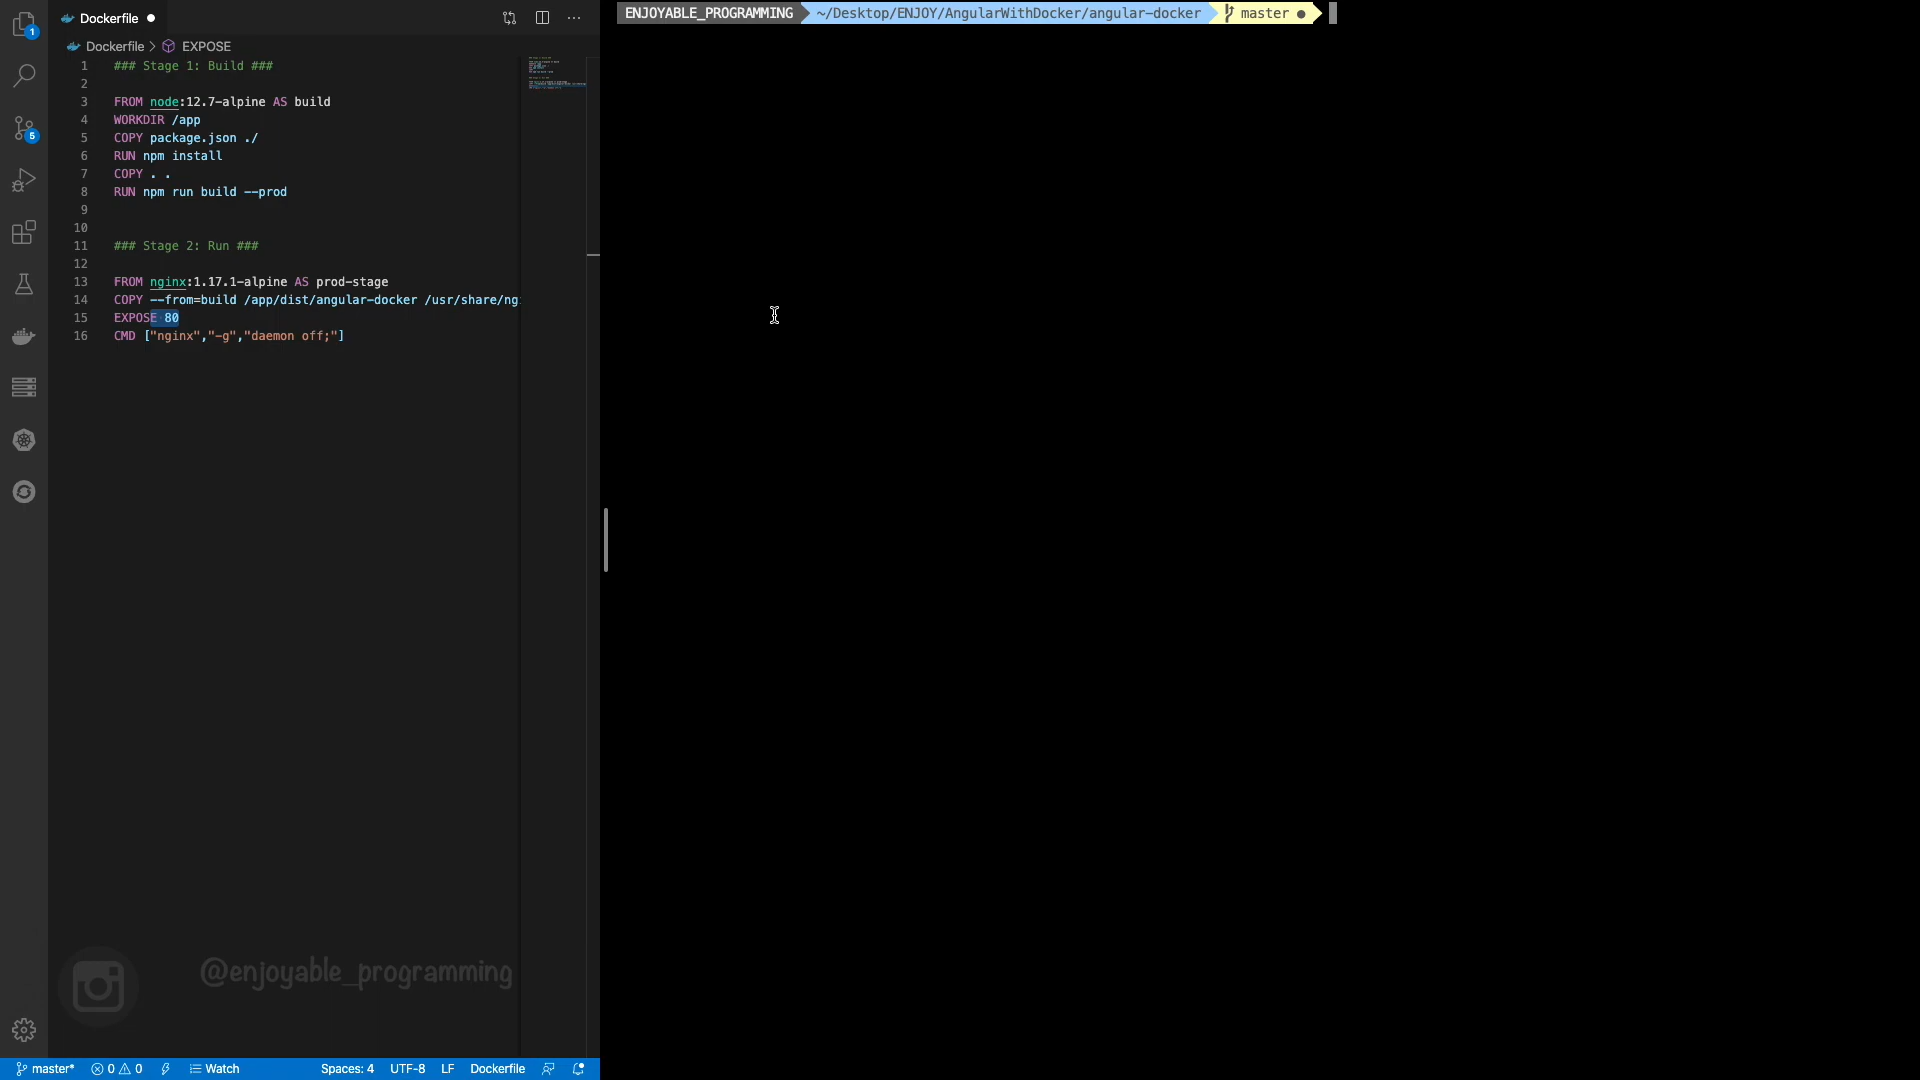 Dockerfile
Dockerfile > EXPOSE
1 ### Stage 1: Build ###
2
3 FROM node:12.7-alpine AS build
4 WORKDIR /app
5 COPY package.json ./
6 RUN npm install
7 COPY . .
8 RUN npm run build --prod
9
10
11 ### Stage 2: Run ###
12
13 FROM nginx:1.17.1-alpine AS prod-stage
14 COPY --from=build /app/dist/angular-docker /usr/share/ng
15 EXPOSE 80
16 CMD ["nginx","-g","daemon off;"]
1
5
@enjoyable_programming
master* 0 0 Watch Spaces: 4 UTF-8 LF Dockerfile
ENJOYABLE_PROGRAMMING ~/Desktop/ENJOY/AngularWithDocker/angular-docker master ●